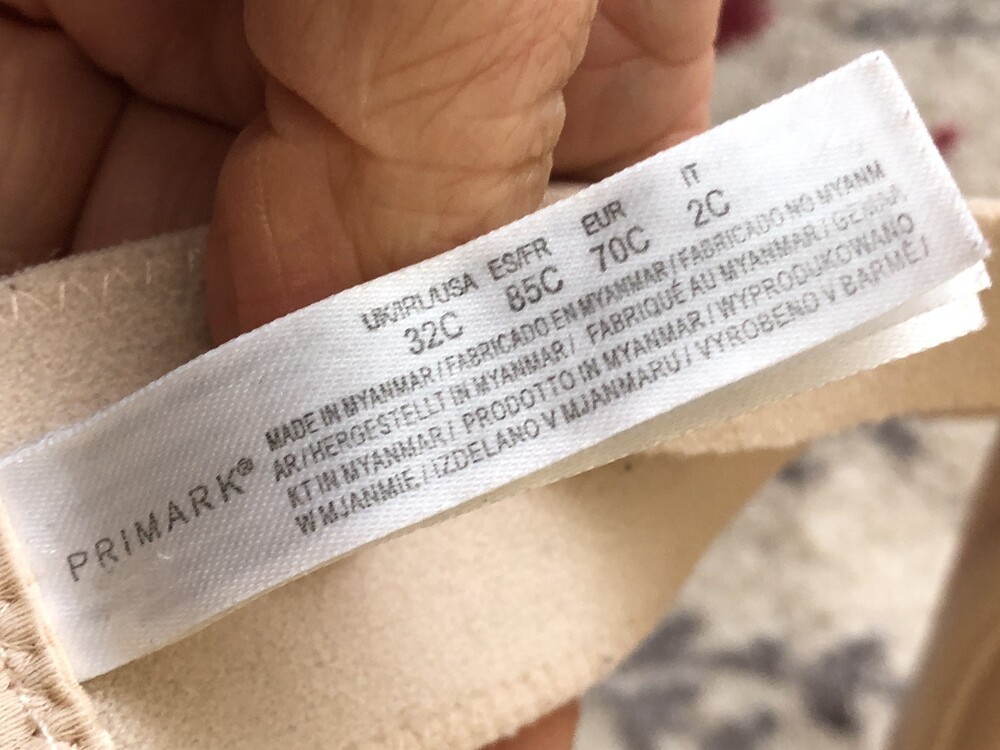 PRIMARK®
UK/IRL/USA ES/FR EUR IT
32C 85C 70C 2C
MADE IN MYANMAR / FABRICADO EN MYANMAR / FABRICADO NO MYANM
AR / HERGESTELLT IN MYANMAR / FABRIQUÉ AU MYANMAR / GEMAA
KT IN MYANMAR / PRODOTTO IN MYANMAR / WYPRODUKOWANO
W MJANMIE / IZDELANO V MJANMARU / VYROBENO V BARMĚ /